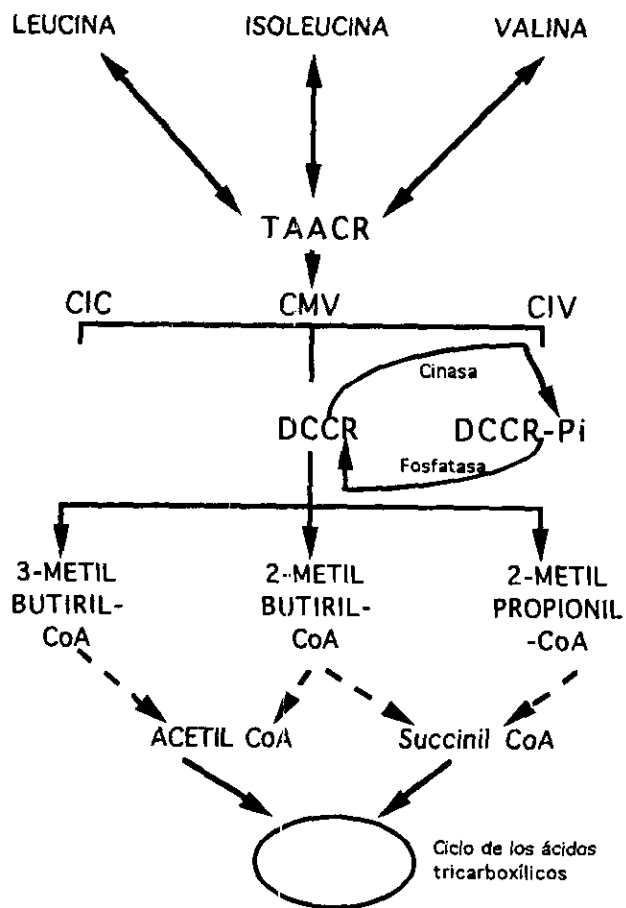 LEUCINA ISOLEUCINA VALINA
TAACR
CIC CMV CIV
Cinasa
DCCR DCCR-Pi
Fosfatasa
3-METIL BUTIRIL-CoA
2-METIL BUTIRIL-CoA
2-METIL PROPIONIL-CoA
ACETIL CoA Succinil CoA
Ciclo de los ácidos
tricarboxílicos